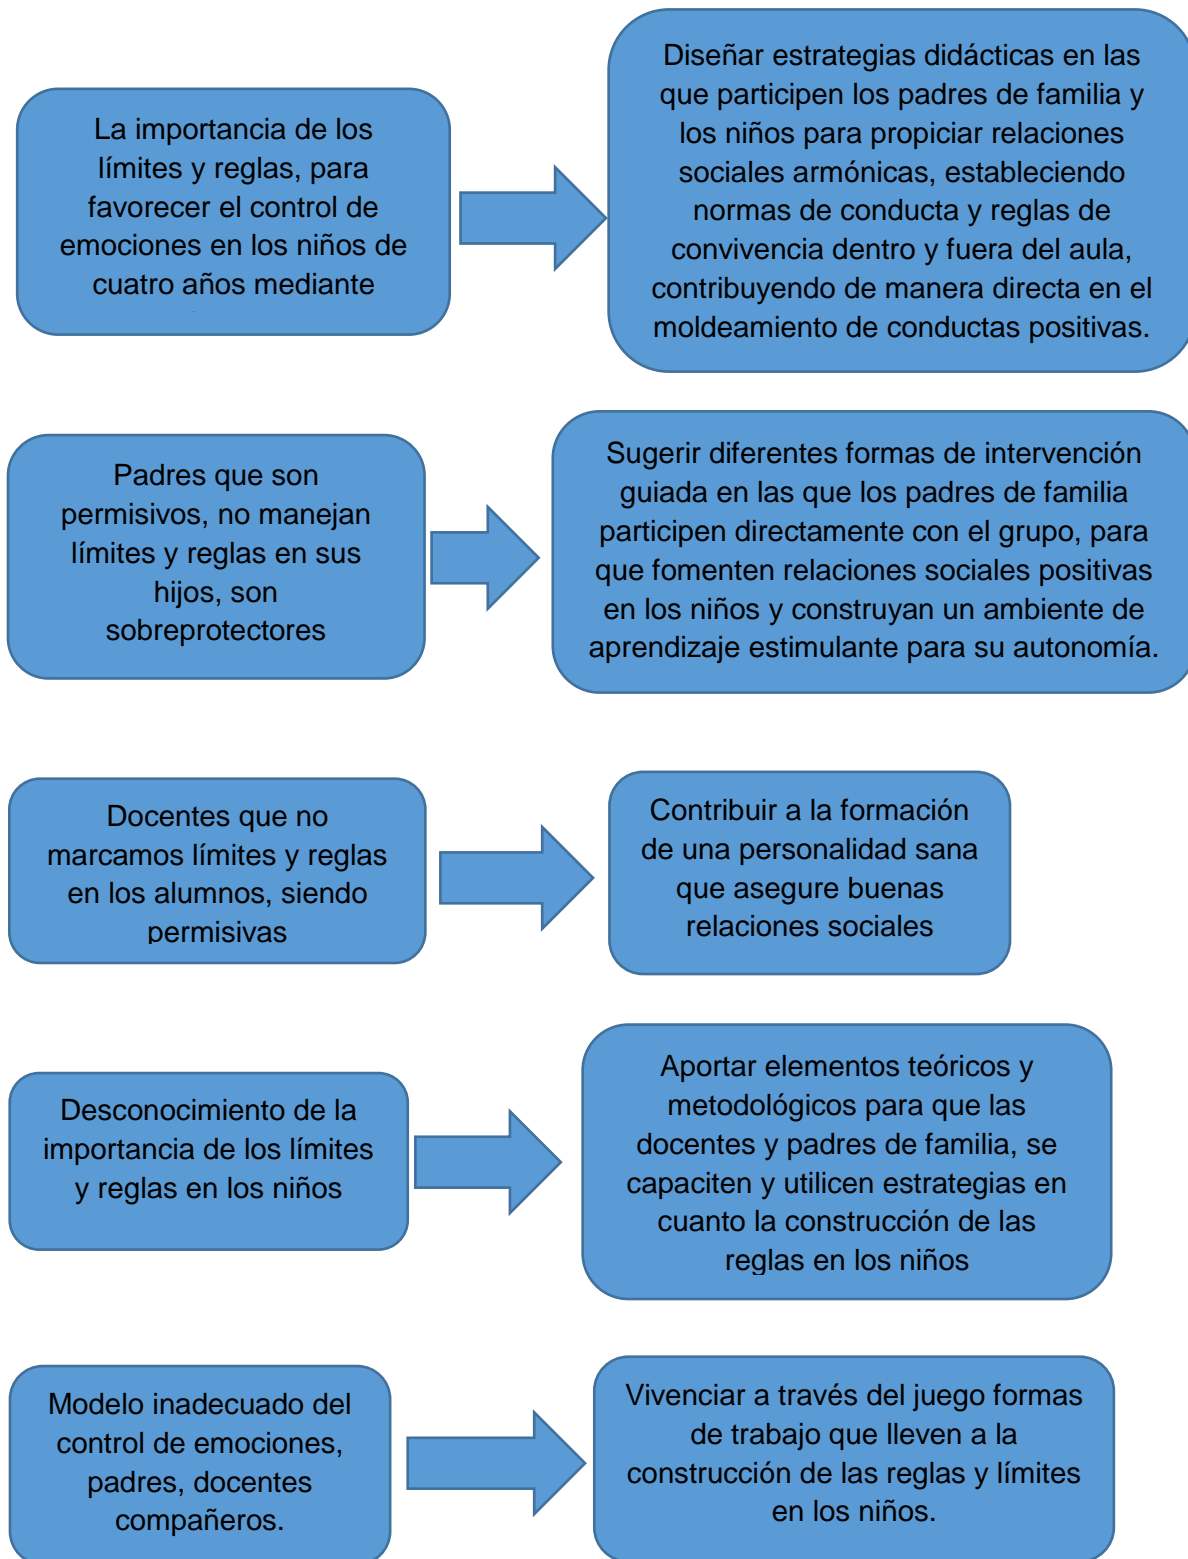 La importancia de los
límites y reglas, para
favorecer el control de
emociones en los niños de
cuatro años mediante
Diseñar estrategias didácticas en las
que participen los padres de familia y
los niños para propiciar relaciones
sociales armónicas, estableciendo
normas de conducta y reglas de
convivencia dentro y fuera del aula,
contribuyendo de manera directa en el
moldeamiento de conductas positivas.
Padres que son
permisivos, no manejan
límites y reglas en sus
hijos, son
sobreprotectores
Sugerir diferentes formas de intervención
guiada en las que los padres de familia
participen directamente con el grupo, para
que fomenten relaciones sociales positivas
en los niños y construyan un ambiente de
aprendizaje estimulante para su autonomía.
Docentes que no
marcamos límites y reglas
en los alumnos, siendo
permisivas
Contribuir a la formación
de una personalidad sana
que asegure buenas
relaciones sociales
Desconocimiento de la
importancia de los límites
y reglas en los niños
Aportar elementos teóricos y
metodológicos para que las
docentes y padres de familia, se
capaciten y utilicen estrategias en
cuanto la construcción de las
reglas en los niños
Modelo inadecuado del
control de emociones,
padres, docentes
compañeros.
Vivenciar a través del juego formas
de trabajo que lleven a la
construcción de las reglas y límites
en los niños.